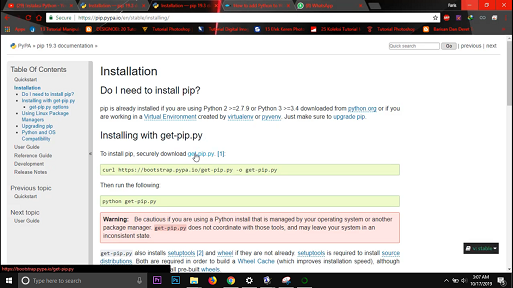 Installation
WhatsApp
farik
Secure | https://pip.pypa.io/en/stable/installing/
PyPA » pip 19.3 documentation »
Quick search
Go
previous | next
Table Of Contents
Quickstart
Installation
Do I need to install pip?
Installing with get-pip.py
get-pip.py options
Using Linux Package
Managers
Upgrading pip
Python and OS
Compatibility
User Guide
Reference Guide
Development
Release Notes
Previous topic
Quickstart
Next topic
User Guide
Installation
Do I need to install pip?
pip is already installed if you are using Python 2 >=2.7.9 or Python 3 >=3.4 downloaded from python.org or if you
are working in a Virtual Environment created by virtualenv or pyvenv. Just make sure to upgrade pip.
Installing with get-pip.py
To install pip, securely download get-pip.py. [1]
curl https://bootstrap.pypa.io/get-pip.py -o get-pip.py
Then run the following:
python get-pip.py
Warning: Be cautious if you are using a Python install that is managed by your operating system or another
package manager. get-pip.py does not coordinate with those tools, and may leave your system in an
inconsistent state.
get-pip.py also installs setuptools [2] and wheel if they are not already. setuptools is required to install source
distributions. Both are required in order to build a Wheel Cache (which improves installation speed), although
all pre-built wheels.
v: stable
https://bootstrap.pypa.io/get-pip.py
Type here to search
3:07 AM
10/17/2019